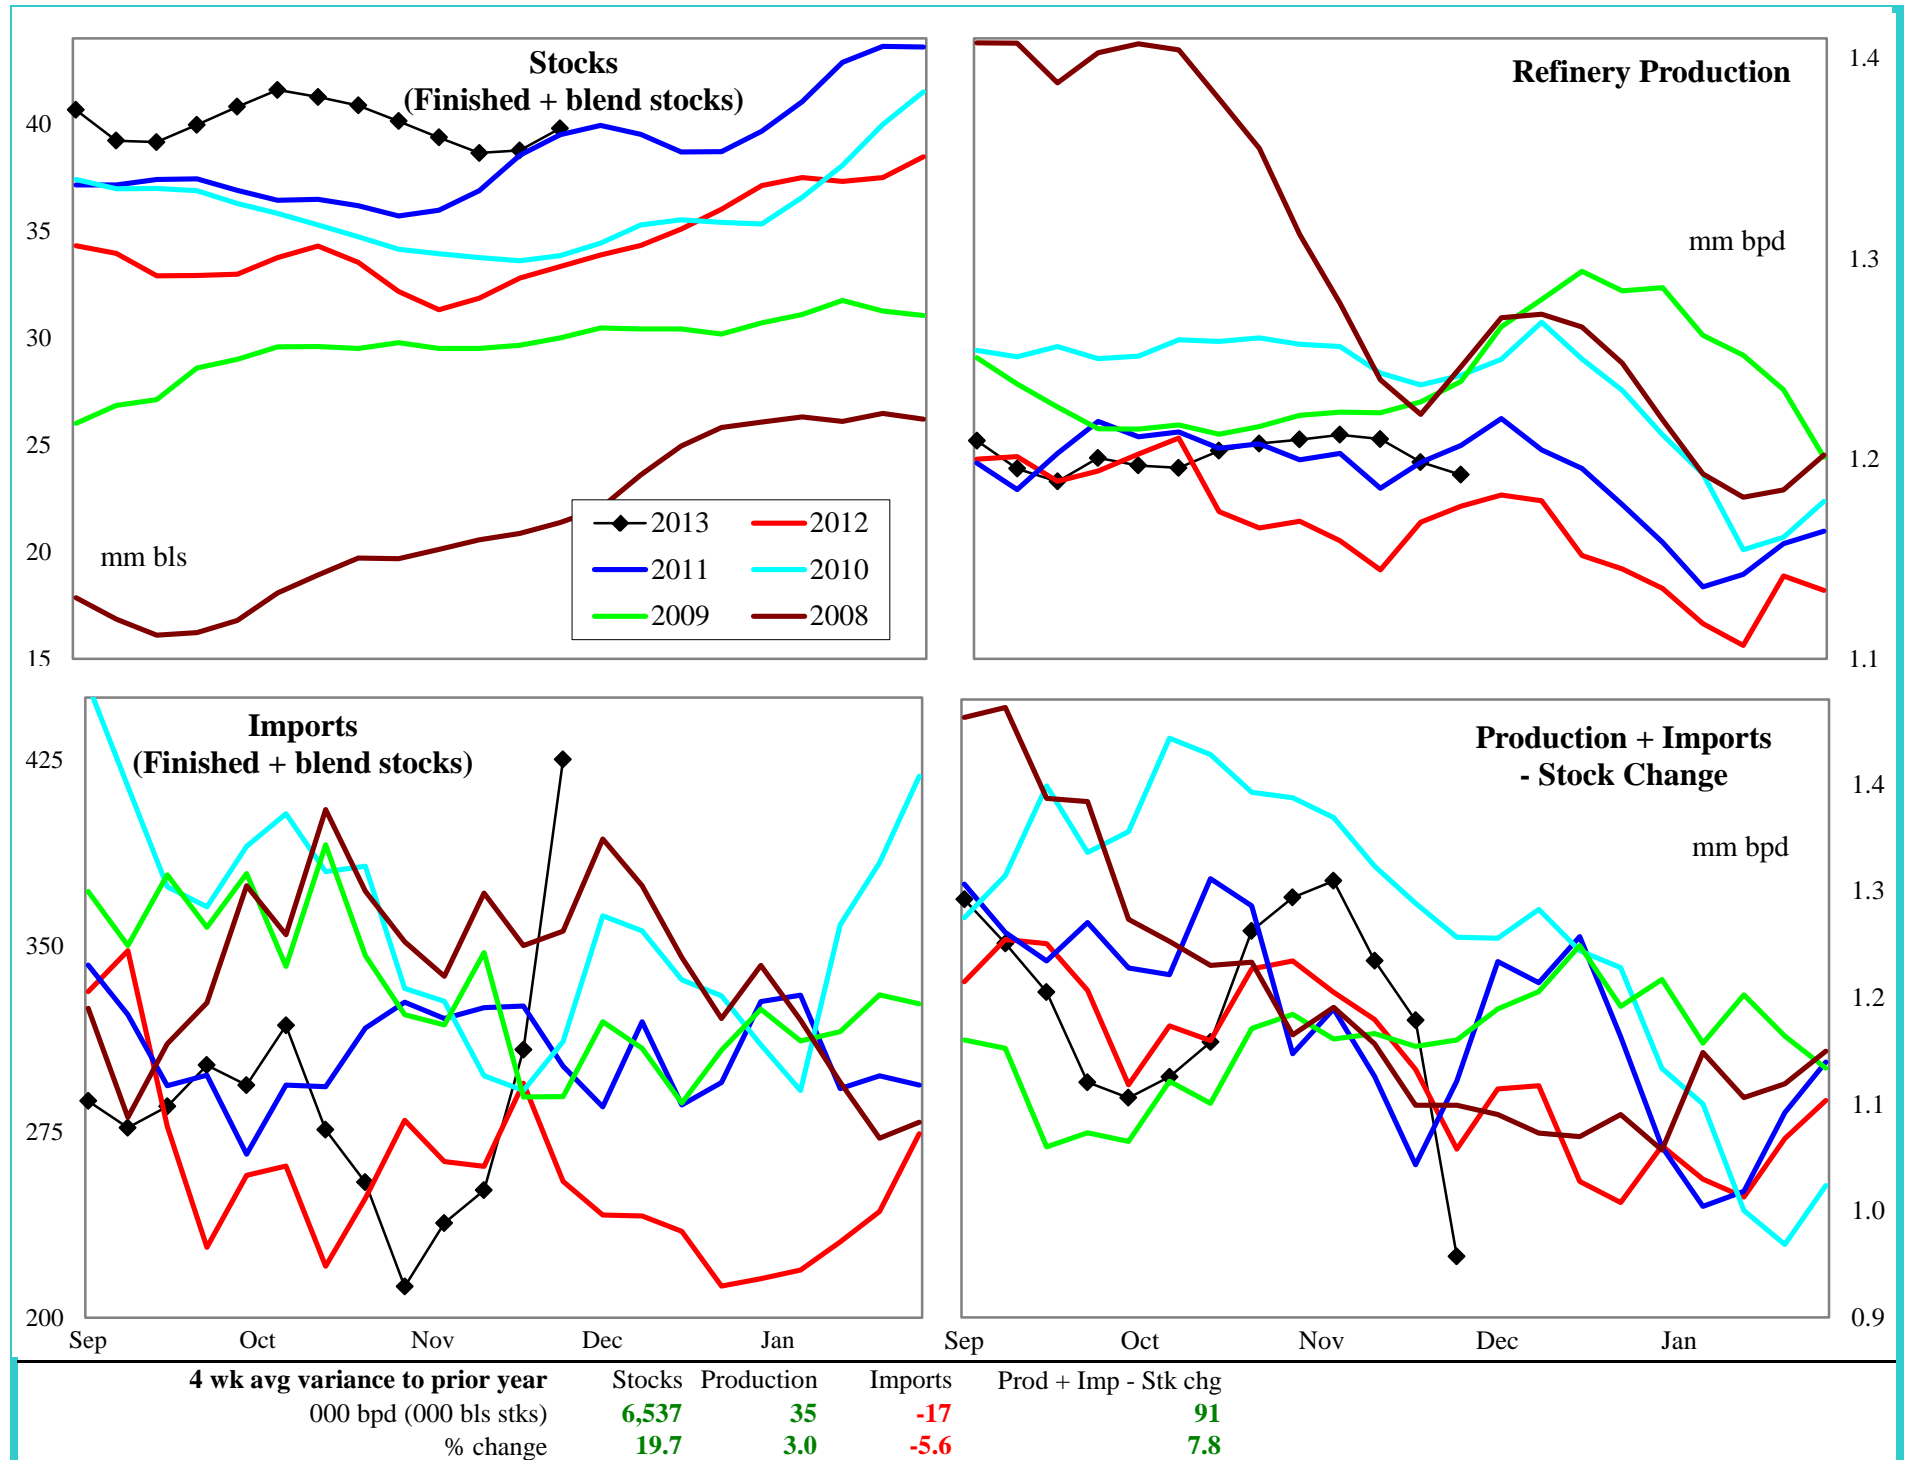 Stocks
(Finished + blend stocks)
40
35
30
25
20
15
mm bls
2013 2012
2011 2010
2009 2008
Refinery Production
mm bpd
1.4
1.3
1.2
1.1
Imports
(Finished + blend stocks)
425
350
275
200
Sep Oct Nov Dec Jan
Production + Imports
- Stock Change
mm bpd
1.4
1.3
1.2
1.1
1.0
0.9
Sep Oct Nov Dec Jan
4 wk avg variance to prior year Stocks Production Imports Prod + Imp - Stk chg
000 bpd (000 bls stks) 6,537 35 -17 91
% change 19.7 3.0 -5.6 7.8